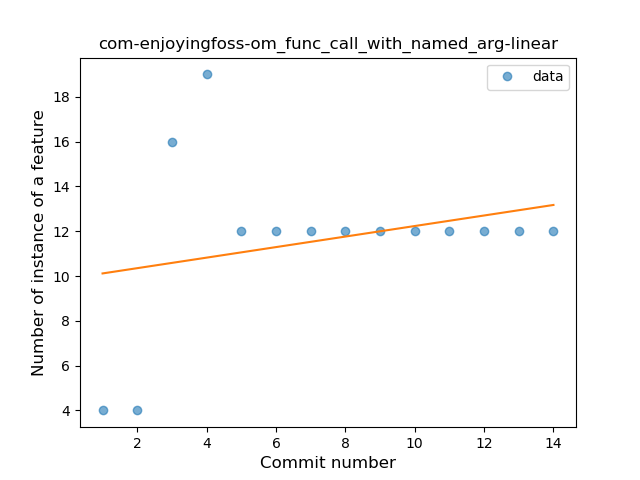 com-enjoyingfoss-om_func_call_with_named_arg-linear
data
18
16
14
12
10
8
6
4
Number of instance of a feature
2 4 6 8 10 12 14
Commit number